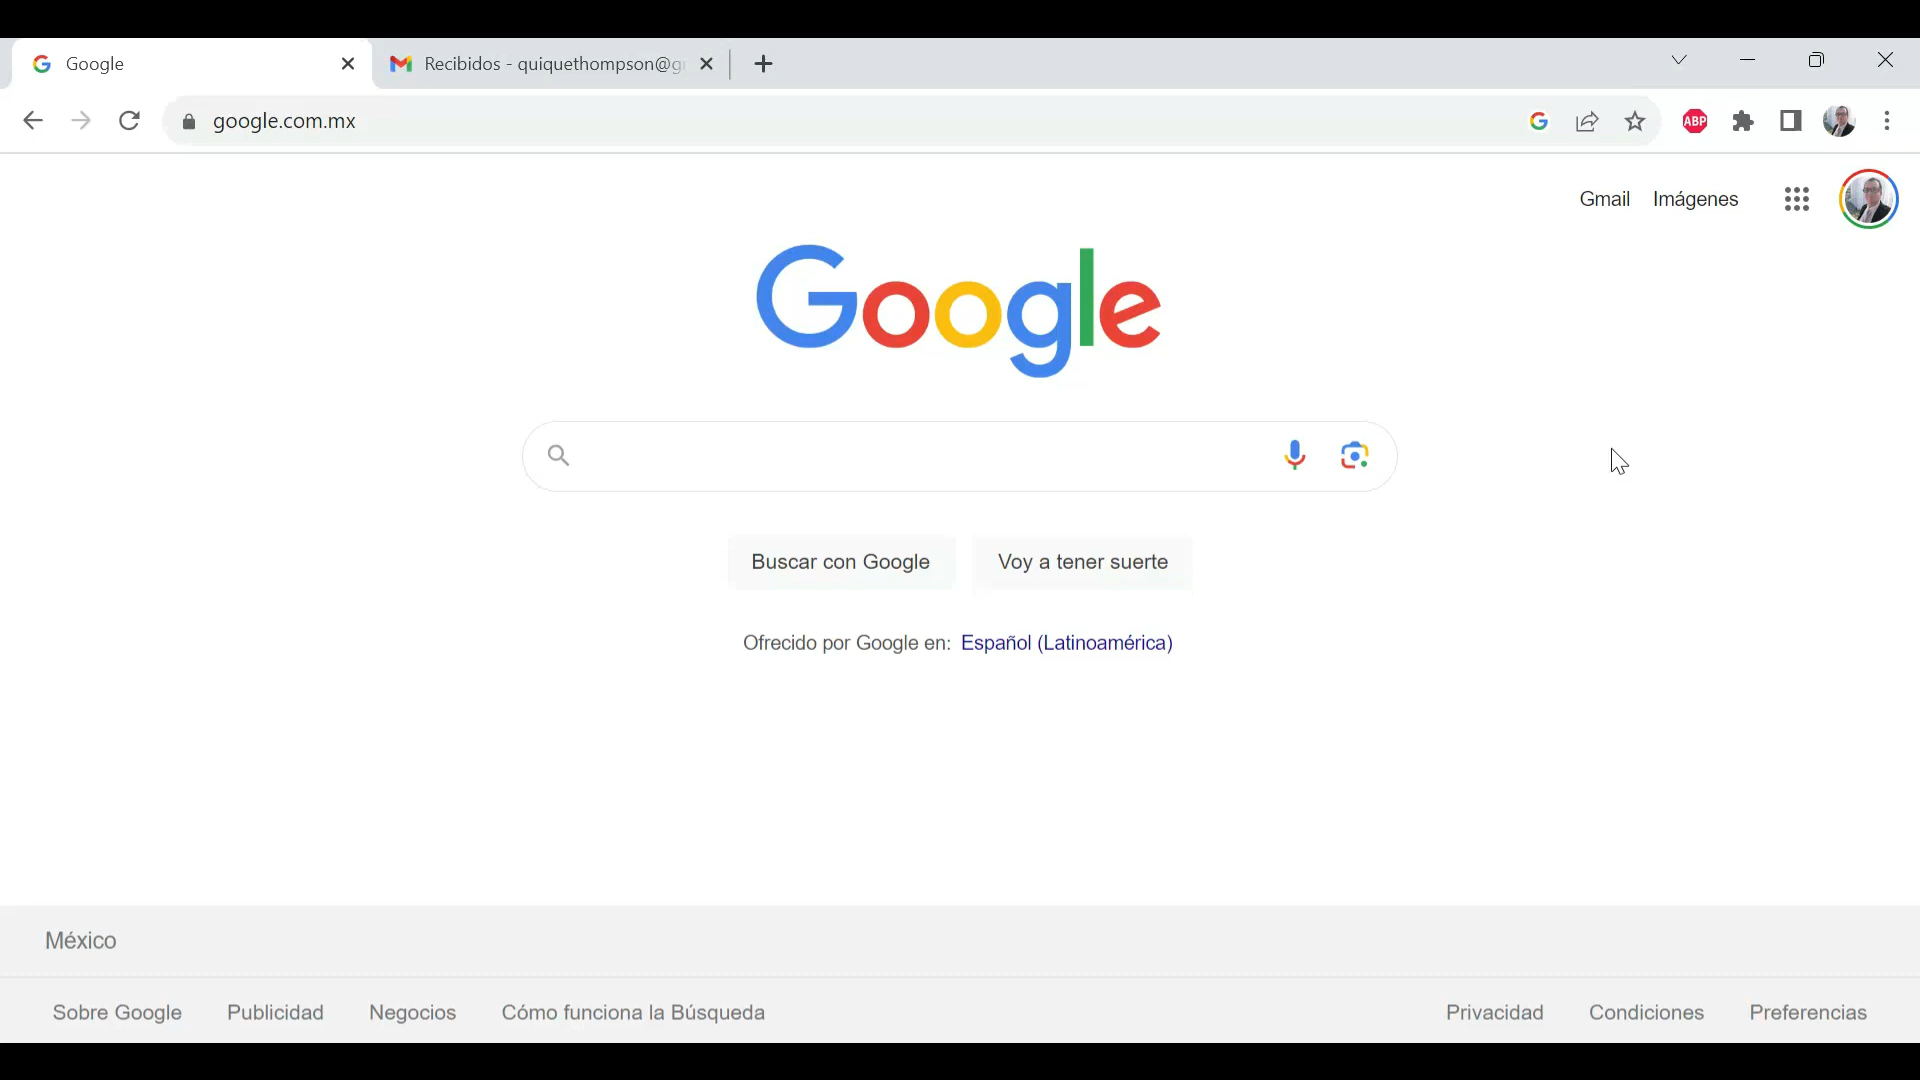 Google
Recibidos - quiquethompson@g
google.com.mx
ABP
Gmail Imágenes
Google
Buscar con Google Voy a tener suerte
Ofrecido por Google en: Español (Latinoamérica)
México
Sobre Google Publicidad Negocios Cómo funciona la Búsqueda Privacidad Condiciones Preferencias